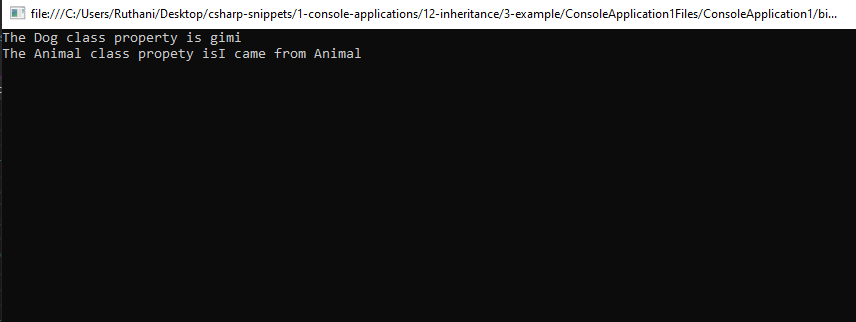 file:///C:/Users/Ruthani/Desktop/csharp-snippets/1-console-applications/12-inheritance/3-example/ConsoleApplication1Files/ConsoleApplication1/bi...
The Dog class property is gimi
The Animal class propety isI came from Animal